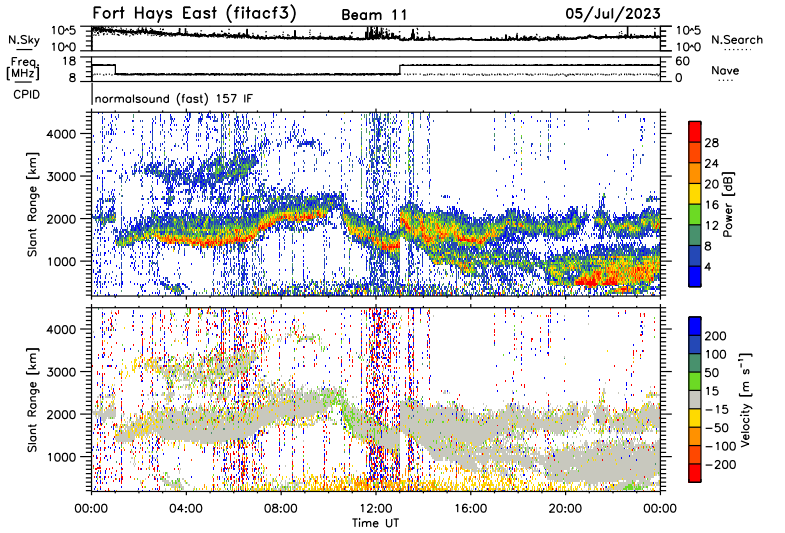 Fort Hays East (fitacf3) Beam 11 05/Jul/2023
N.Sky 10^5 10^0 10^5 10^0 N.Search
Freq. [MHz] 18 8 60 0 Nave
CPID normalsound (fast) 157 IF
Slant Range [km]
4000
3000
2000
1000
Power [dB]
28
24
20
16
12
8
4
Slant Range [km]
4000
3000
2000
1000
Velocity [m s⁻¹]
200
100
50
15
−15
−50
−100
−200
00:00 04:00 08:00 12:00 16:00 20:00 00:00
Time UT